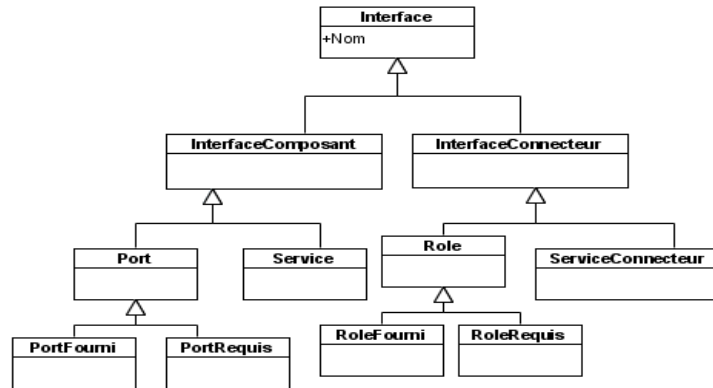 Interface
+Nom
InterfaceComposant
InterfaceConnecteur
Port
Service
Role
ServiceConnecteur
PortFourni
PortRequis
RoleFourni
RoleRequis